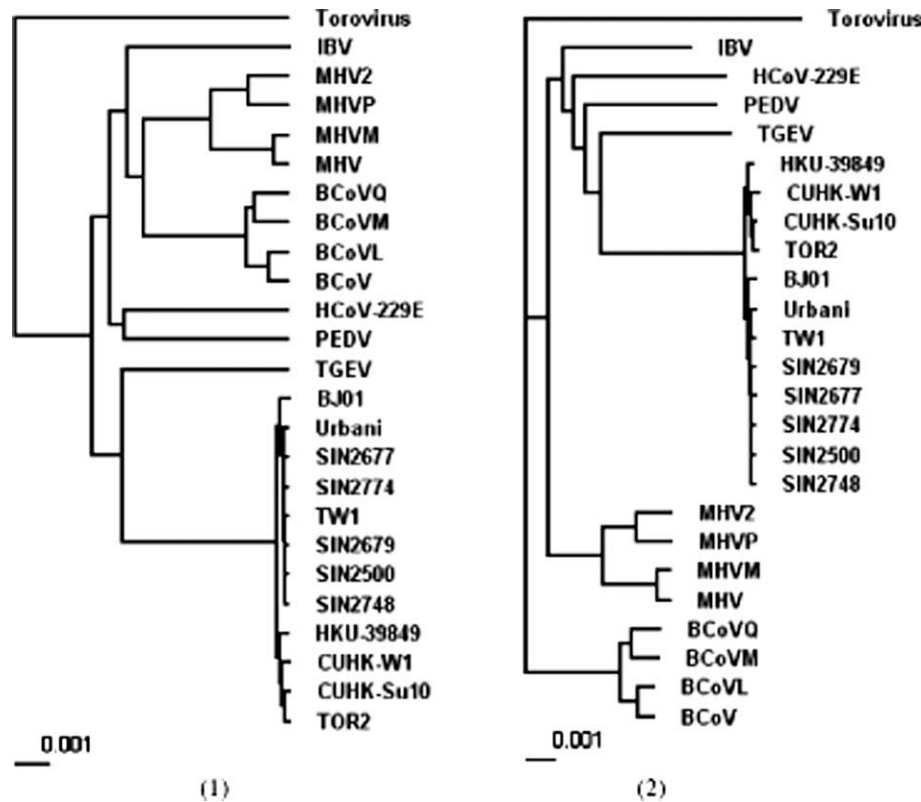 Torovirus
IBV
MHV2
MHVP
MHVM
MHV
BCoVQ
BCoVM
BCoVL
BCoV
HCoV-229E
PEDV
TGEV
BJ01
Urbani
SIN2677
SIN2774
TW1
SIN2679
SIN2500
SIN2748
HKU-39849
CUHK-W1
CUHK-Su10
TOR2
0.001
(1)
Torovirus
IBV
HCoV-229E
PEDV
TGEV
HKU-39849
CUHK-W1
CUHK-Su10
TOR2
BJ01
Urbani
TW1
SIN2679
SIN2677
SIN2774
SIN2500
SIN2748
MHV2
MHVP
MHVM
MHV
BCoVQ
BCoVM
BCoVL
BCoV
0.001
(2)